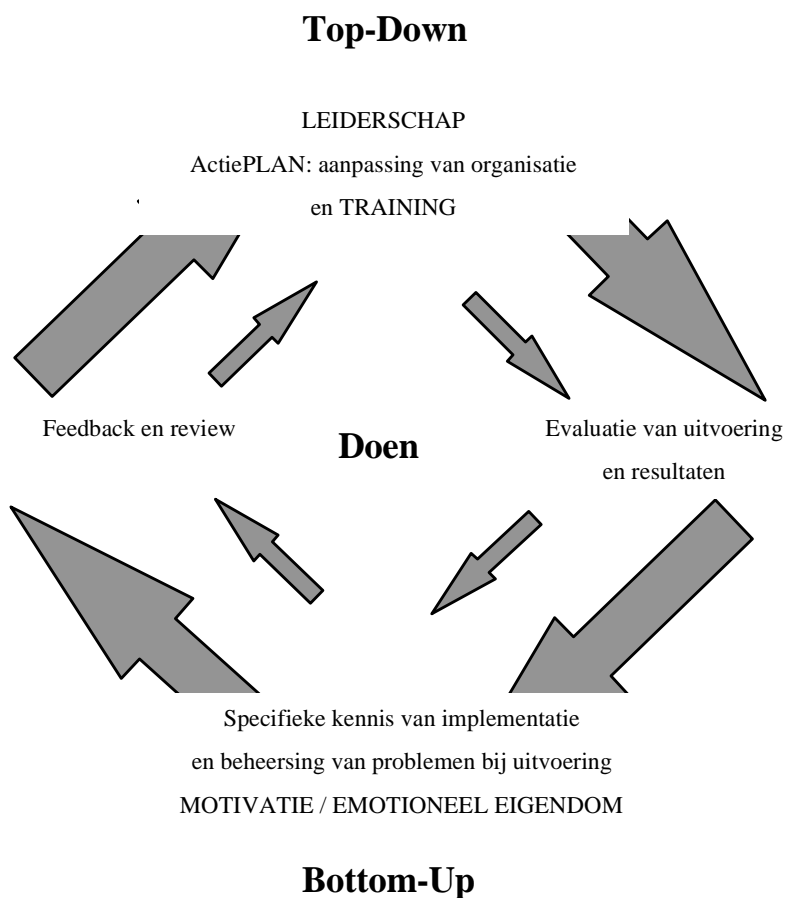 Top-Down
LEIDERSCHAP
ActiePLAN: aanpassing van organisatie
en TRAINING
Feedback en review
Doen
Evaluatie van uitvoering
en resultaten
Specifieke kennis van implementatie
en beheersing van problemen bij uitvoering
MOTIVATIE / EMOTIONEEL EIGENDOM
Bottom-Up